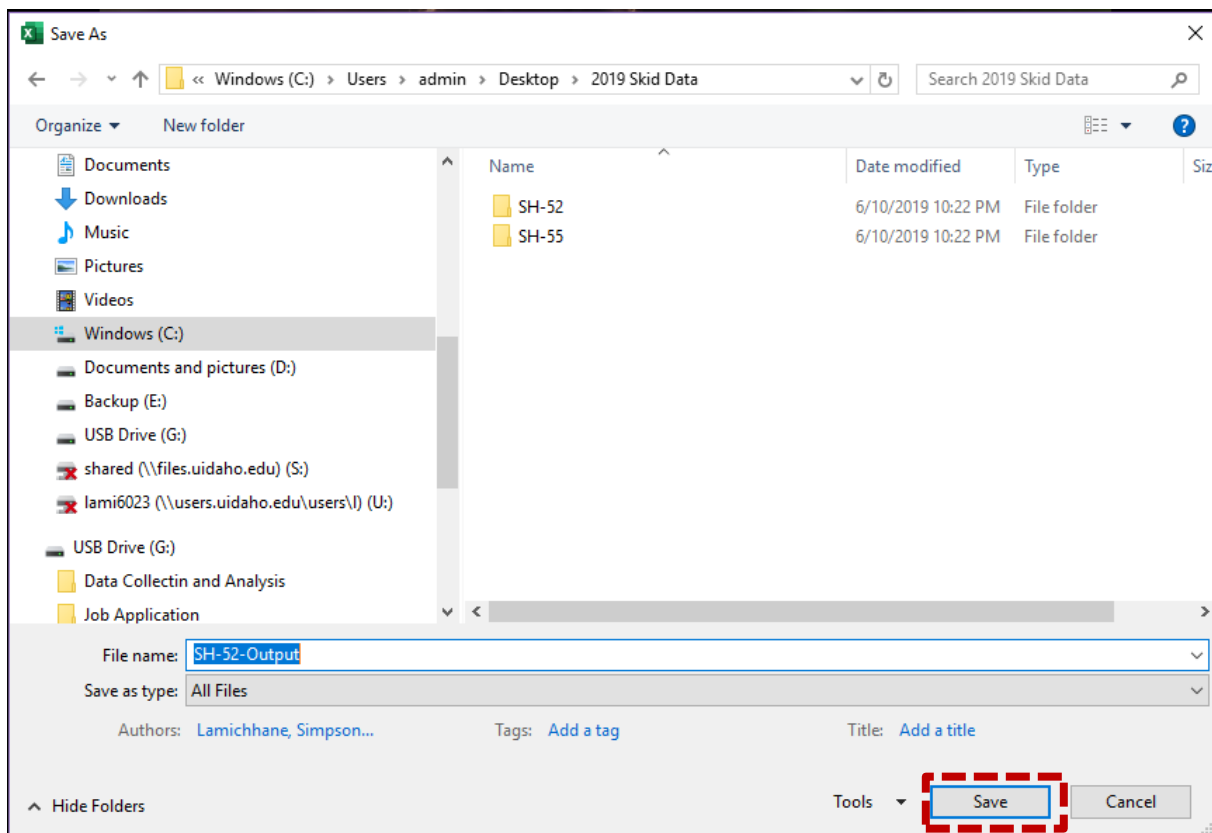 Save As
« Windows (C:) > Users > admin > Desktop > 2019 Skid Data
Search 2019 Skid Data
Organize
New folder
Name
Date modified
Type
Siz
Documents
Downloads
Music
Pictures
Videos
Windows (C:)
Documents and pictures (D:)
Backup (E:)
USB Drive (G:)
shared (\\files.uidaho.edu) (S:)
lami6023 (\\users.uidaho.edu\users\l) (U:)
USB Drive (G:)
Data Collectin and Analysis
Job Application
SH-52 6/10/2019 10:22 PM File folder
SH-55 6/10/2019 10:22 PM File folder
File name: SH-52-Output
Save as type: All Files
Authors: Lamichhane, Simpson... Tags: Add a tag Title: Add a title
Hide Folders
Tools
Save
Cancel